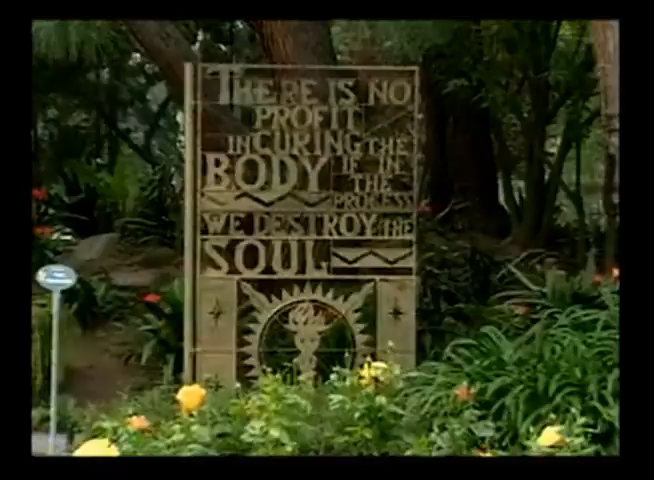 THERE IS NO
PROFIT
IN CURING THE
BODY IF IN
THE
PROCESS
WE DESTROY THE
SOUL